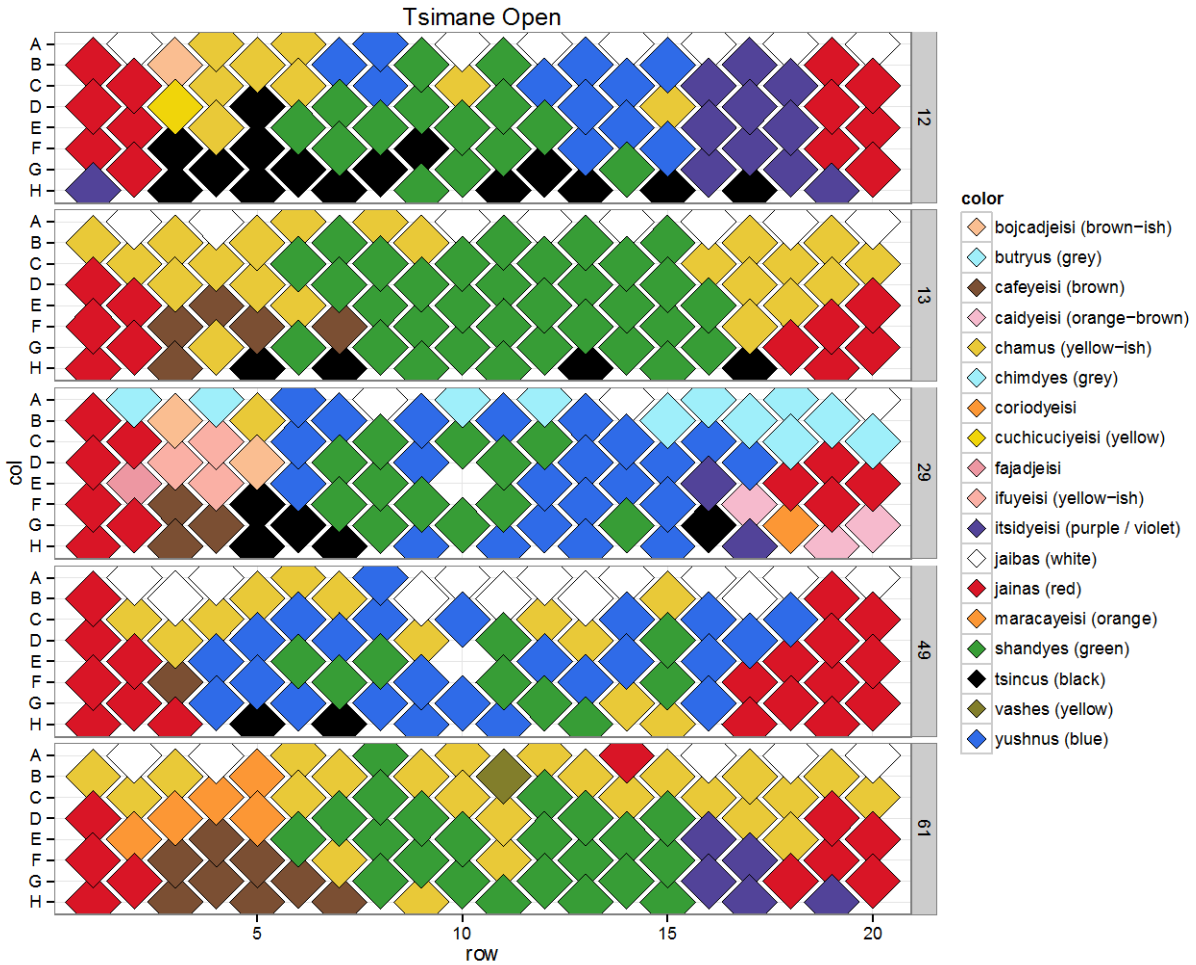 Tsimane Open
A
B
C
D
E
F
G
H
12
A
B
C
D
E
F
G
H
13
A
B
C
D
E
F
G
H
29
A
B
C
D
E
F
G
H
49
A
B
C
D
E
F
G
H
61
col
5 10 15 20
row
color
bojcadjeisi (brown−ish)
butryus (grey)
cafeyeisi (brown)
caidyeisi (orange−brown)
chamus (yellow−ish)
chimdyes (grey)
coriodyeisi
cuchicuciyeisi (yellow)
fajadjeisi
ifuyeisi (yellow−ish)
itsidyeisi (purple / violet)
jaibas (white)
jainas (red)
maracayeisi (orange)
shandyes (green)
tsincus (black)
vashes (yellow)
yushnus (blue)